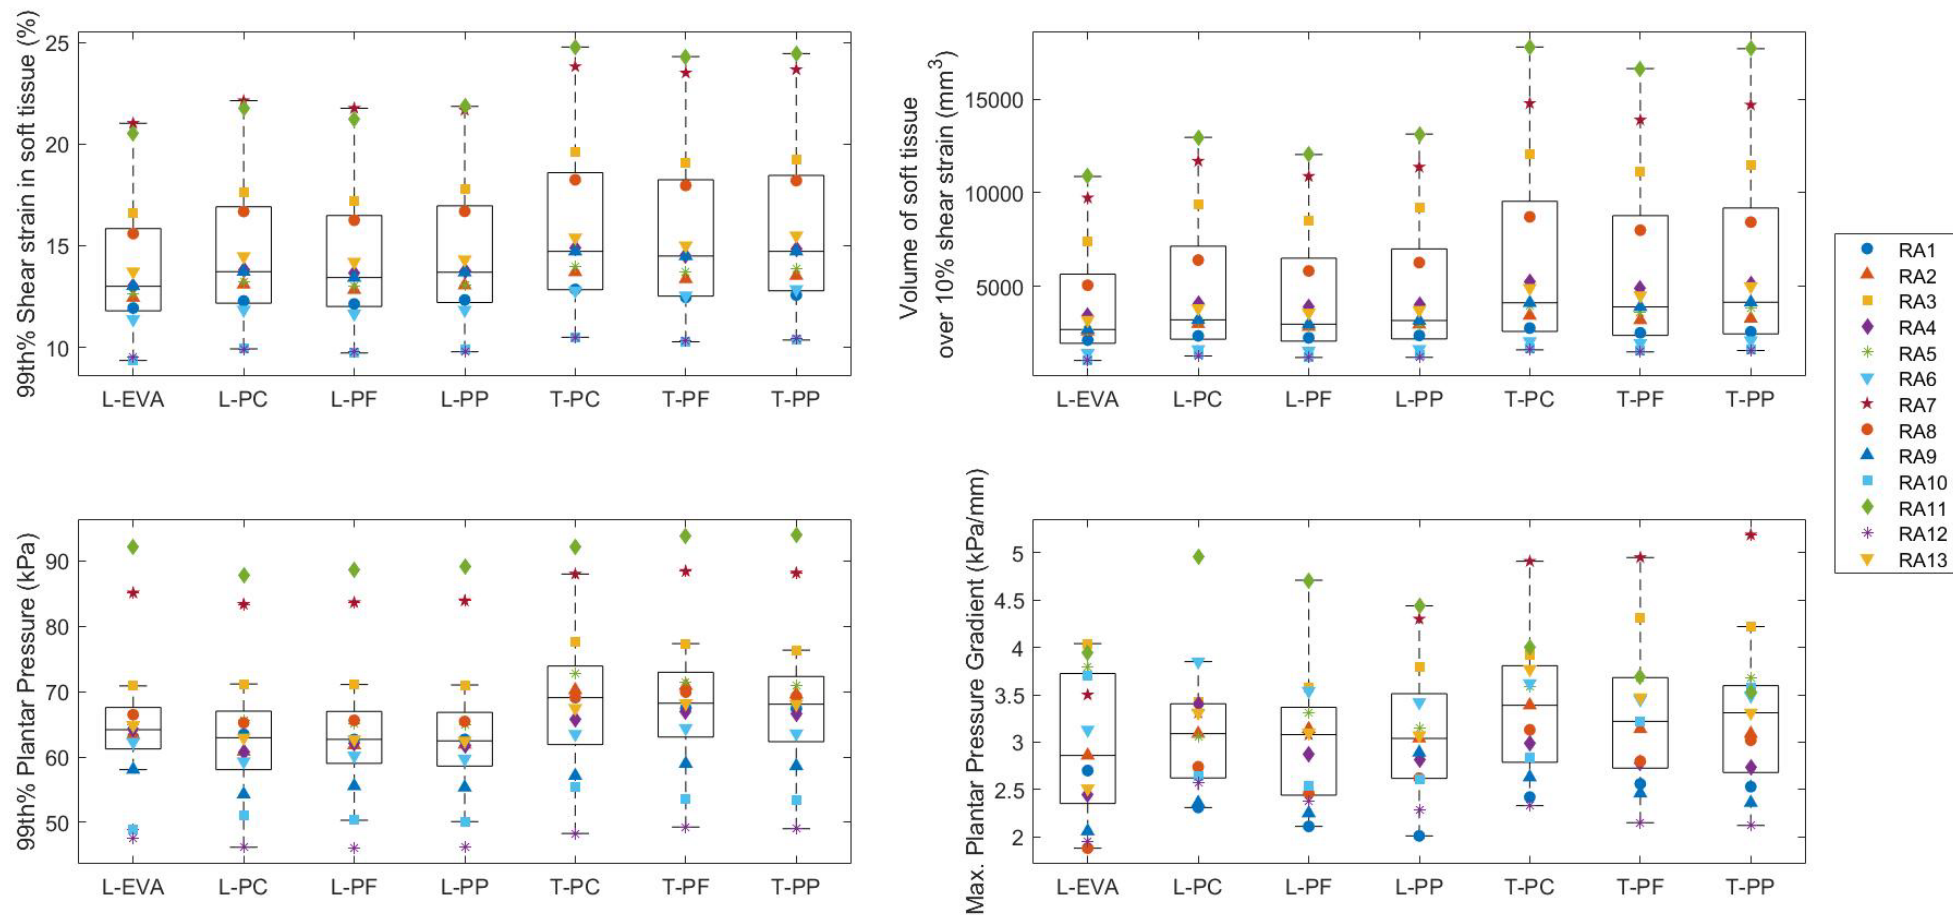 99th% Shear strain in soft tissue (%)
25
20
15
10
L-EVA L-PC L-PF L-PP T-PC T-PF T-PP
Volume of soft tissue
over 10% shear strain (mm³)
15000
10000
5000
L-EVA L-PC L-PF L-PP T-PC T-PF T-PP
99th% Plantar Pressure (kPa)
90
80
70
60
50
L-EVA L-PC L-PF L-PP T-PC T-PF T-PP
Max. Plantar Pressure Gradient (kPa/mm)
5
4.5
4
3.5
3
2.5
2
L-EVA L-PC L-PF L-PP T-PC T-PF T-PP
RA1
RA2
RA3
RA4
RA5
RA6
RA7
RA8
RA9
RA10
RA11
RA12
RA13